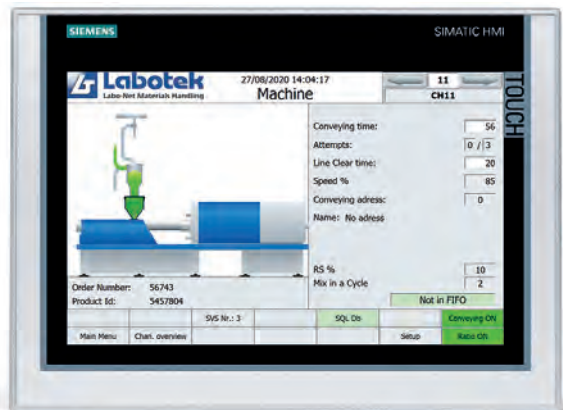 SIEMENS
SIMATIC HMI
TOUCH
Labotek
Labo-Net Materials Handling
27/08/2020 14:04:17
Machine
11
CH11
Conveying time: 56
Attempts: 0 / 3
Line Clear time: 20
Speed % 85
Conveying adress: 0
Name: No adress
RS % 10
Mix in a Cycle 2
Order Number: 56743
Product Id: 5457804
Not in FIFO
SVS Nr.: 3
SQL Db
Conveying ON
Main Menu
Chan. overview
Setup
Ratio ON